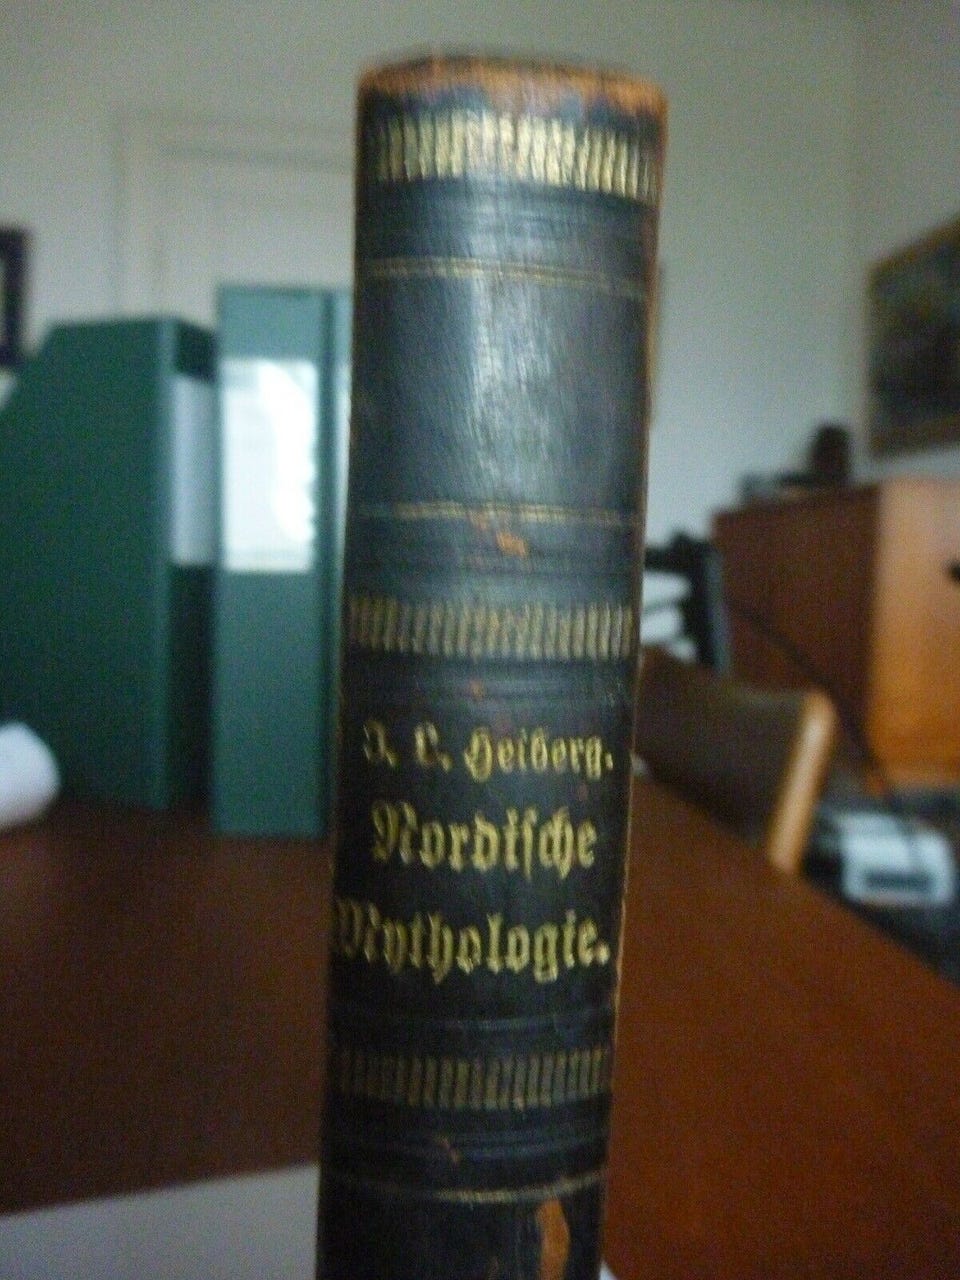 J. L. Heiberg.
Nordische
Mythologie.